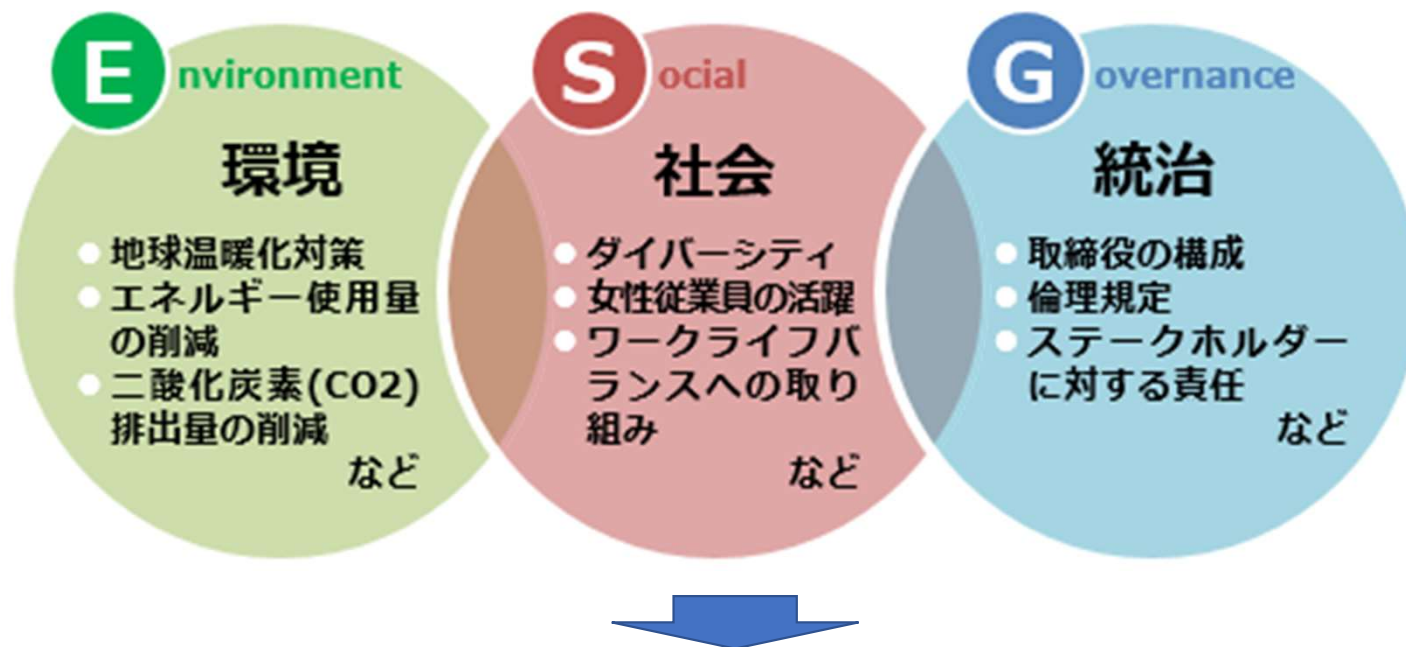 Environment
環境
地球温暖化対策
エネルギー使用量
の削減
二酸化炭素(CO2)
排出量の削減
など
Social
社会
ダイバーシティ
女性従業員の活躍
ワークライフバ
ランスへの取り
組み
など
Governance
統治
取締役の構成
倫理規定
ステークホルダー
に対する責任
など